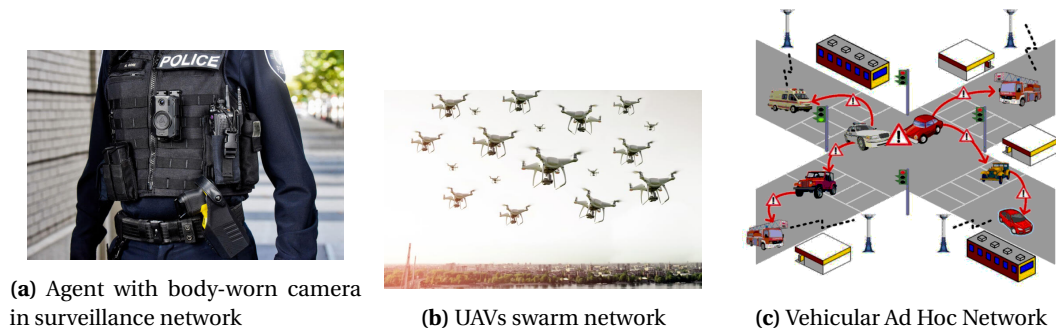 POLICE
(a) Agent with body-worn camera
in surveillance network
(b) UAVs swarm network
(c) Vehicular Ad Hoc Network